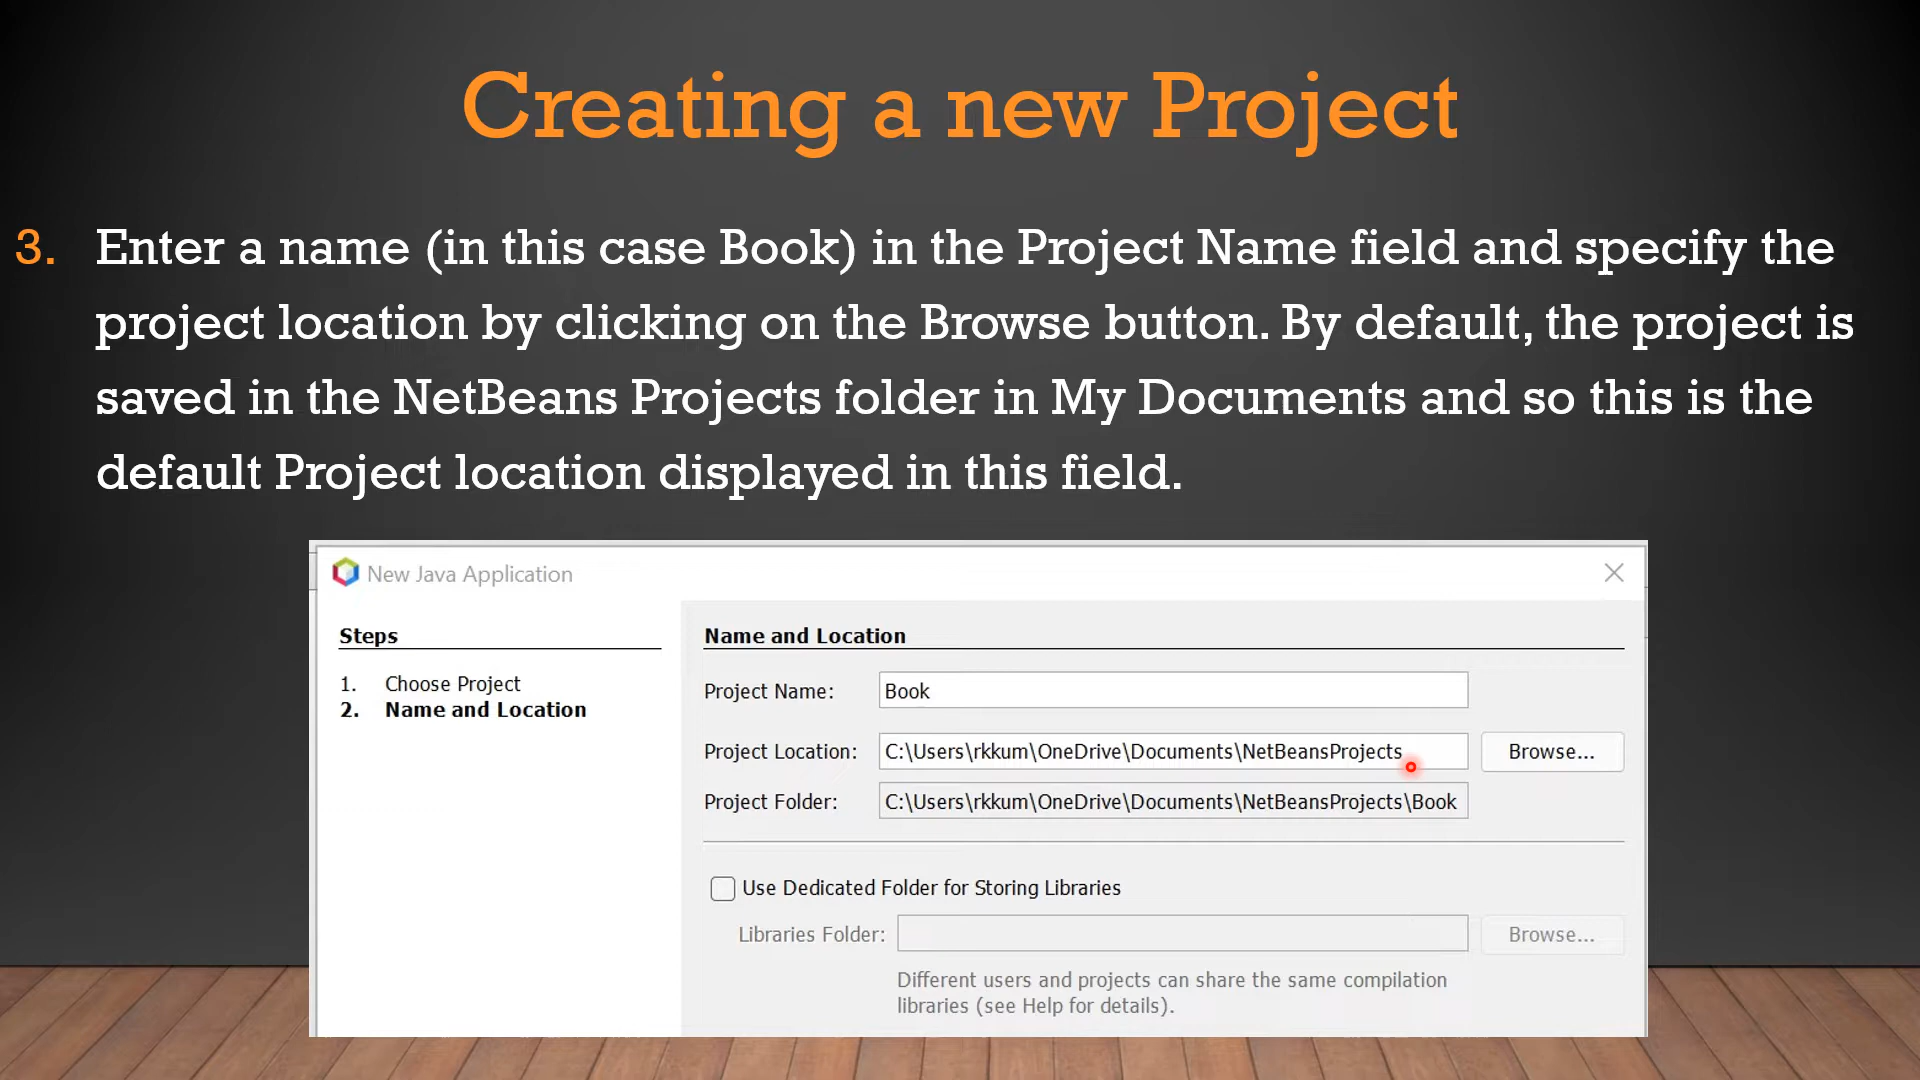 Creating a new Project
3. Enter a name (in this case Book) in the Project Name field and specify the
project location by clicking on the Browse button. By default, the project is
saved in the NetBeans Projects folder in My Documents and so this is the
default Project location displayed in this field.
New Java Application
Steps
1. Choose Project
2. Name and Location
Name and Location
Project Name: Book
Project Location: C:\Users\rkkum\OneDrive\Documents\NetBeansProjects Browse...
Project Folder: C:\Users\rkkum\OneDrive\Documents\NetBeansProjects\Book
Use Dedicated Folder for Storing Libraries
Libraries Folder: Browse...
Different users and projects can share the same compilation
libraries (see Help for details).